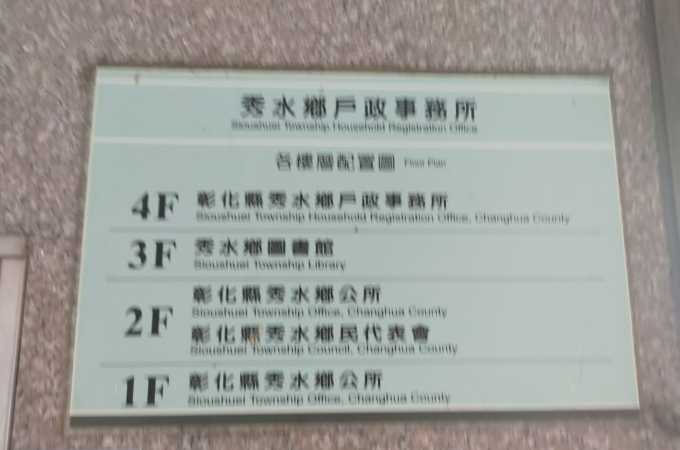 秀水鄉戶政事務所
Sioushuei Township Household Registration Office
各樓層配置圖 Floor Plan
4F 彰化縣秀水鄉戶政事務所
Sioushuei Township Household Registration Office, Changhua County
3F 秀水鄉圖書館
Sioushuei Township Library
2F 彰化縣秀水鄉公所
Sioushuei Township Office, Changhua County
彰化縣秀水鄉民代表會
Sioushuei Township Council, Changhua County
1F 彰化縣秀水鄉公所
Sioushuei Township Office, Changhua County